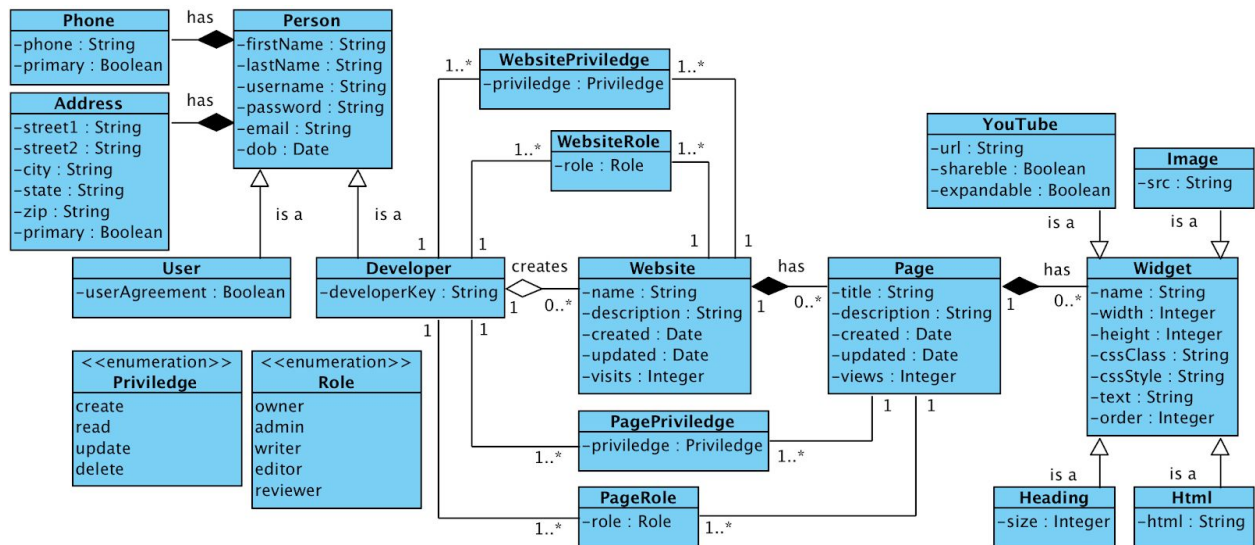 Phone
-phone : String
-primary : Boolean
has
Person
-firstName : String
-lastName : String
-username : String
-password : String
-email : String
-dob : Date
Address
-street1 : String
-street2 : String
-city : String
-state : String
-zip : String
-primary : Boolean
has
is a
is a
User
-userAgreement : Boolean
Developer
-developerKey : String
1
1
1
1
1
creates
0..*
WebsitePriviledge
-priviledge : Priviledge
1..*
1..*
WebsiteRole
-role : Role
1..*
1..*
1
1
Website
-name : String
-description : String
-created : Date
-updated : Date
-visits : Integer
has
1
0..*
Page
-title : String
-description : String
-created : Date
-updated : Date
-views : Integer
1
1
has
1
0..*
YouTube
-url : String
-shareble : Boolean
-expandable : Boolean
is a
Image
-src : String
is a
Widget
-name : String
-width : Integer
-height : Integer
-cssClass : String
-cssStyle : String
-text : String
-order : Integer
is a
is a
Heading
-size : Integer
Html
-html : String
<<enumeration>>
Priviledge
create
read
update
delete
<<enumeration>>
Role
owner
admin
writer
editor
reviewer
PagePriviledge
-priviledge : Priviledge
1..*
1..*
PageRole
-role : Role
1..*
1..*